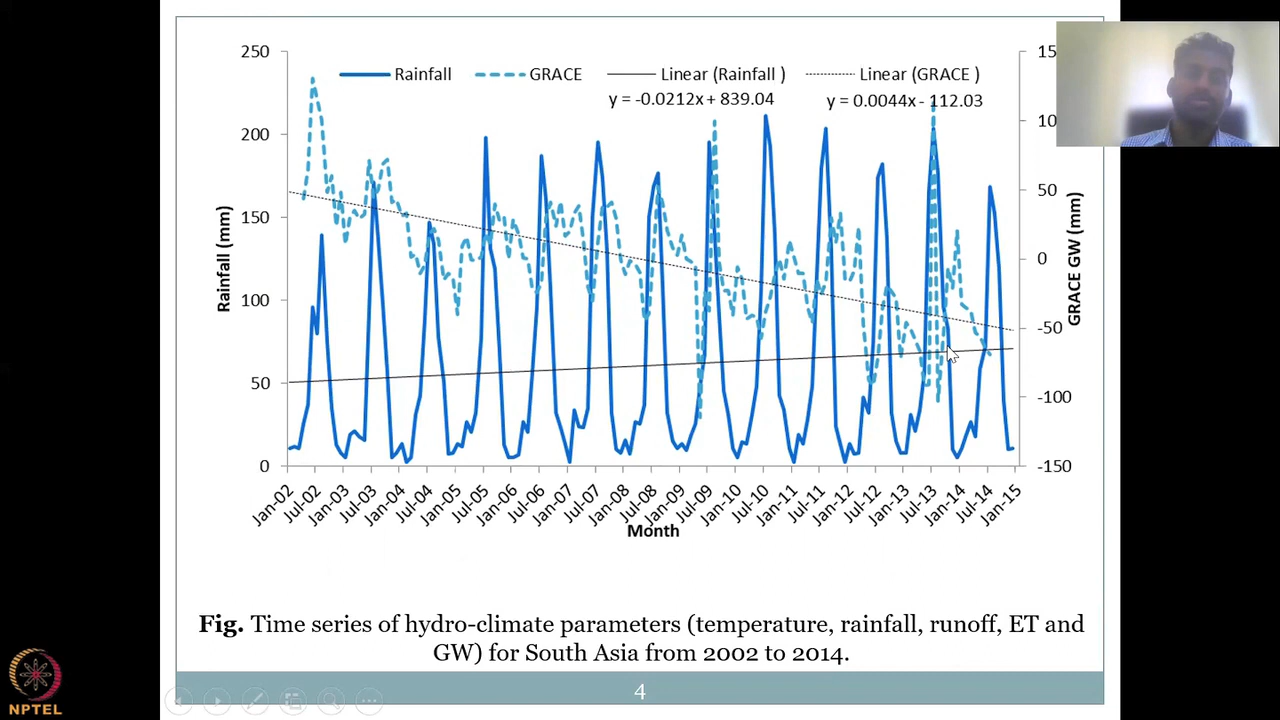 250
200
150
100
50
0
Rainfall (mm)
Rainfall
GRACE
Linear (Rainfall )
Linear (GRACE )
y = -0.0212x + 839.04
y = 0.0044x - 112.03
15
10
50
0
-50
-100
-150
GRACE GW (mm)
Jan-02
Jul-02
Jan-03
Jul-03
Jan-04
Jul-04
Jan-05
Jul-05
Jan-06
Jul-06
Jan-07
Jul-07
Jan-08
Jul-08
Jan-09
Jul-09
Jan-10
Jul-10
Jan-11
Jul-11
Jan-12
Jul-12
Jan-13
Jul-13
Jan-14
Jul-14
Jan-15
Month
Fig. Time series of hydro-climate parameters (temperature, rainfall, runoff, ET and
GW) for South Asia from 2002 to 2014.
4
NPTEL